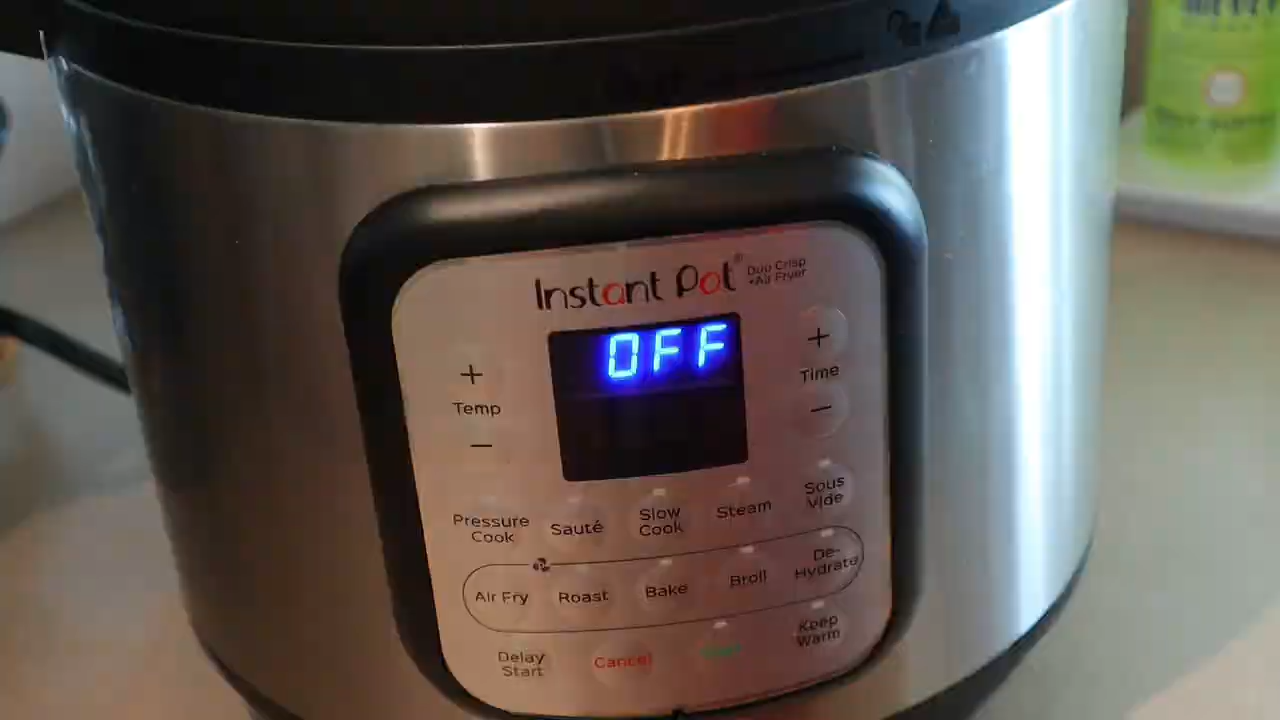 Instant Pot®
Duo Crisp
+Air Fryer
OFF
+
Temp
−
+
Time
−
Pressure
Cook
Sauté
Slow
Cook
Steam
Sous
Vide
Air Fry
Roast
Bake
Broil
De-
Hydrate
Delay
Start
Cancel
Start
Keep
Warm